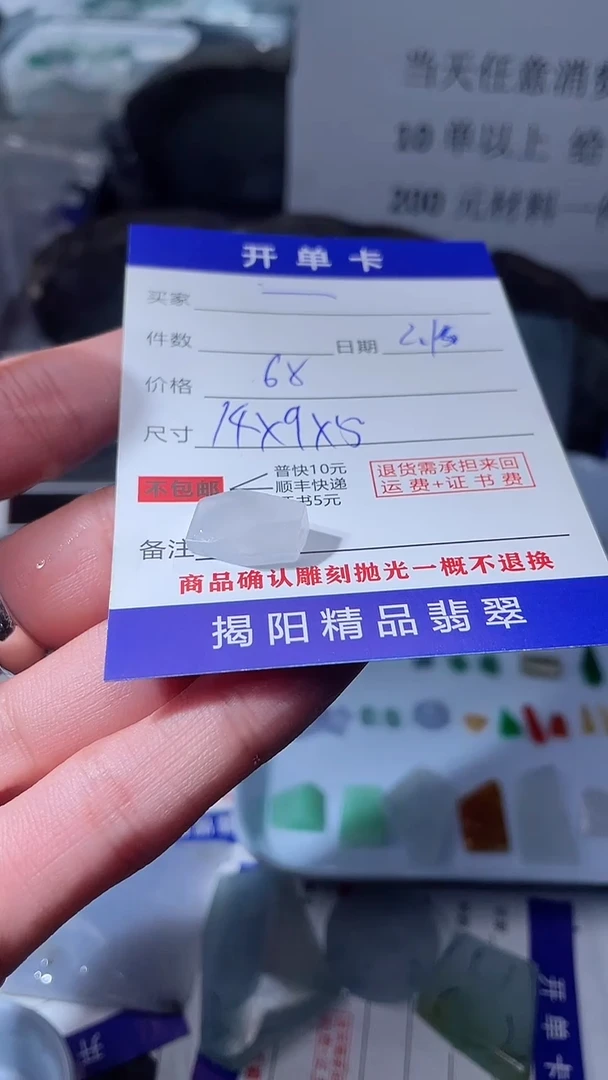 当天任意消费
10单以上 给
200元材料一
开单卡
买家
件数 日期 2.15
价格 68
尺寸 14X9X5
不包邮
普快10元
顺丰快递
证书5元
退货需承担来回
运费+证书费
备注
商品确认雕刻抛光一概不退换
揭阳精品翡翠
开单卡